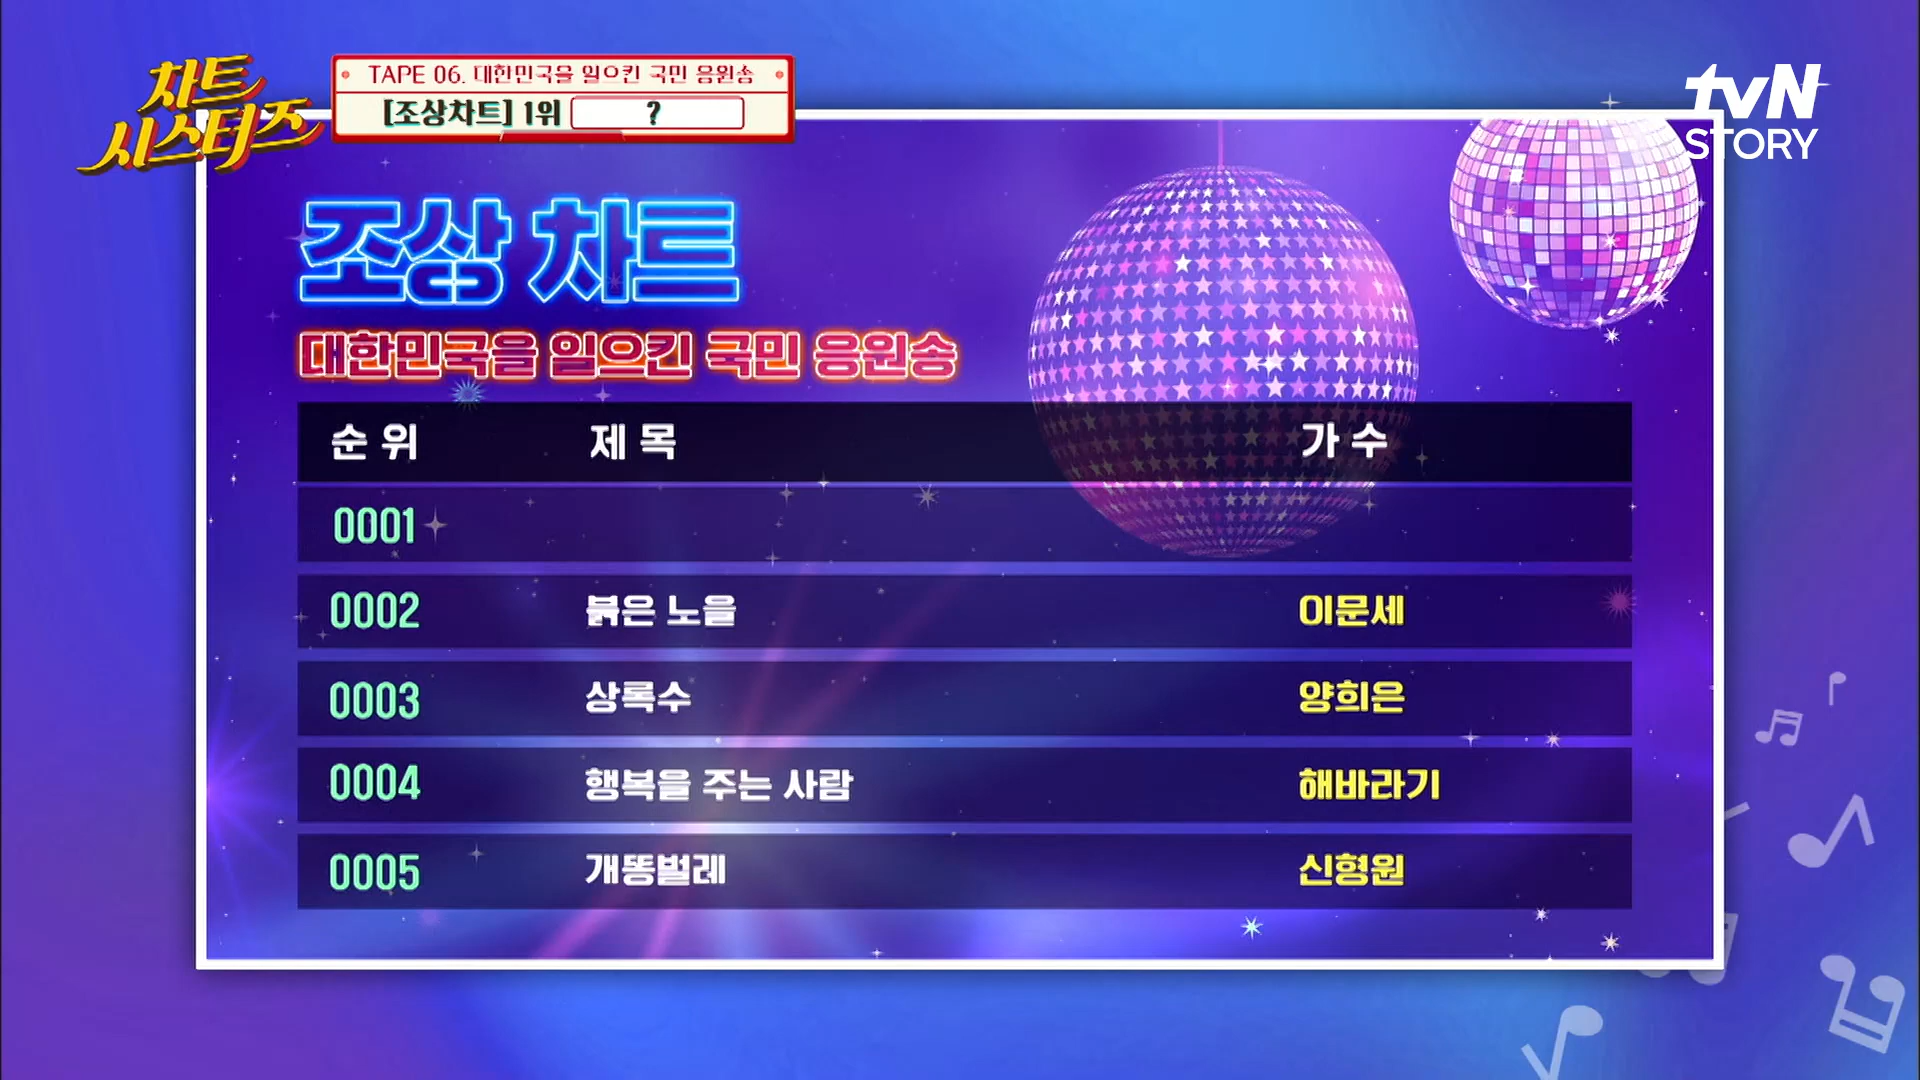 차트
시스터즈
TAPE 06. 대한민국을 일으킨 국민 응원송
[조상차트] 1위 ?
tvN
STORY
조상 차트
대한민국을 일으킨 국민 응원송
순 위 제 목 가 수
0001
0002 붉은 노을 이문세
0003 상록수 양희은
0004 행복을 주는 사람 해바라기
0005 개똥벌레 신형원